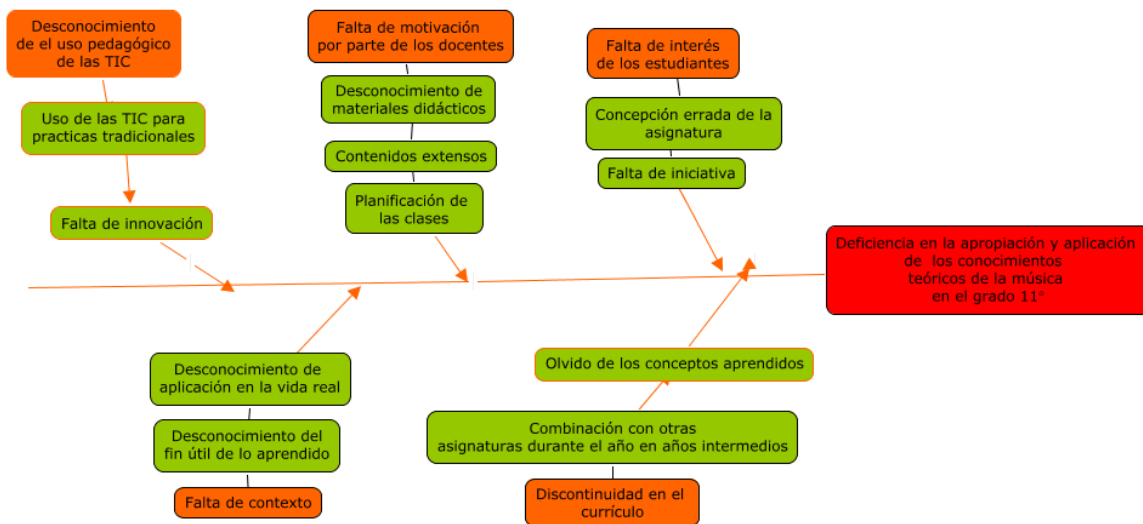 Desconocimiento
de el uso pedagógico
de las TIC
Uso de las TIC para
practicas tradicionales
Falta de innovación
Falta de motivación
por parte de los docentes
Desconocimiento de
materiales didácticos
Contenidos extensos
Planificación de
las clases
Falta de interés
de los estudiantes
Concepción errada de la
asignatura
Falta de iniciativa
Deficiencia en la apropiación y aplicación
de los conocimientos
teóricos de la música
en el grado 11°
Desconocimiento de
aplicación en la vida real
Desconocimiento del
fin útil de lo aprendido
Falta de contexto
Olvido de los conceptos aprendidos
Combinación con otras
asignaturas durante el año en años intermedios
Discontinuidad en el
currículo